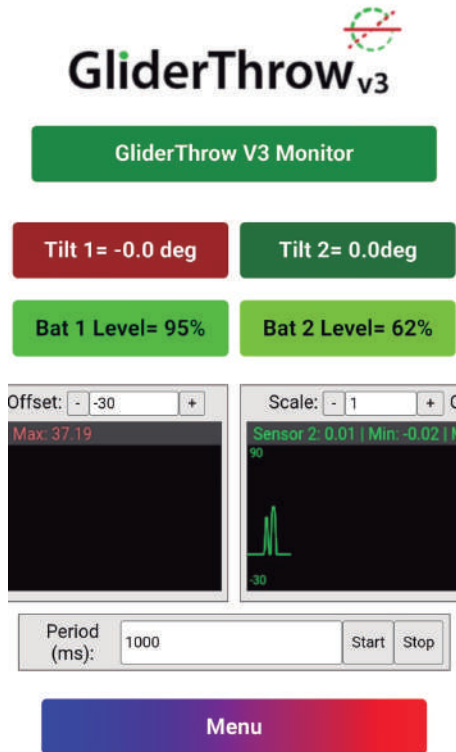 GliderThrow v3
GliderThrow V3 Monitor
Tilt 1= -0.0 deg
Tilt 2= 0.0deg
Bat 1 Level= 95%
Bat 2 Level= 62%
Offset: - -30 +
Max: 37.19
Scale: - 1 +
Sensor 2: 0.01 | Min: -0.02 |
90
-30
Period
(ms):
1000
Start Stop
Menu